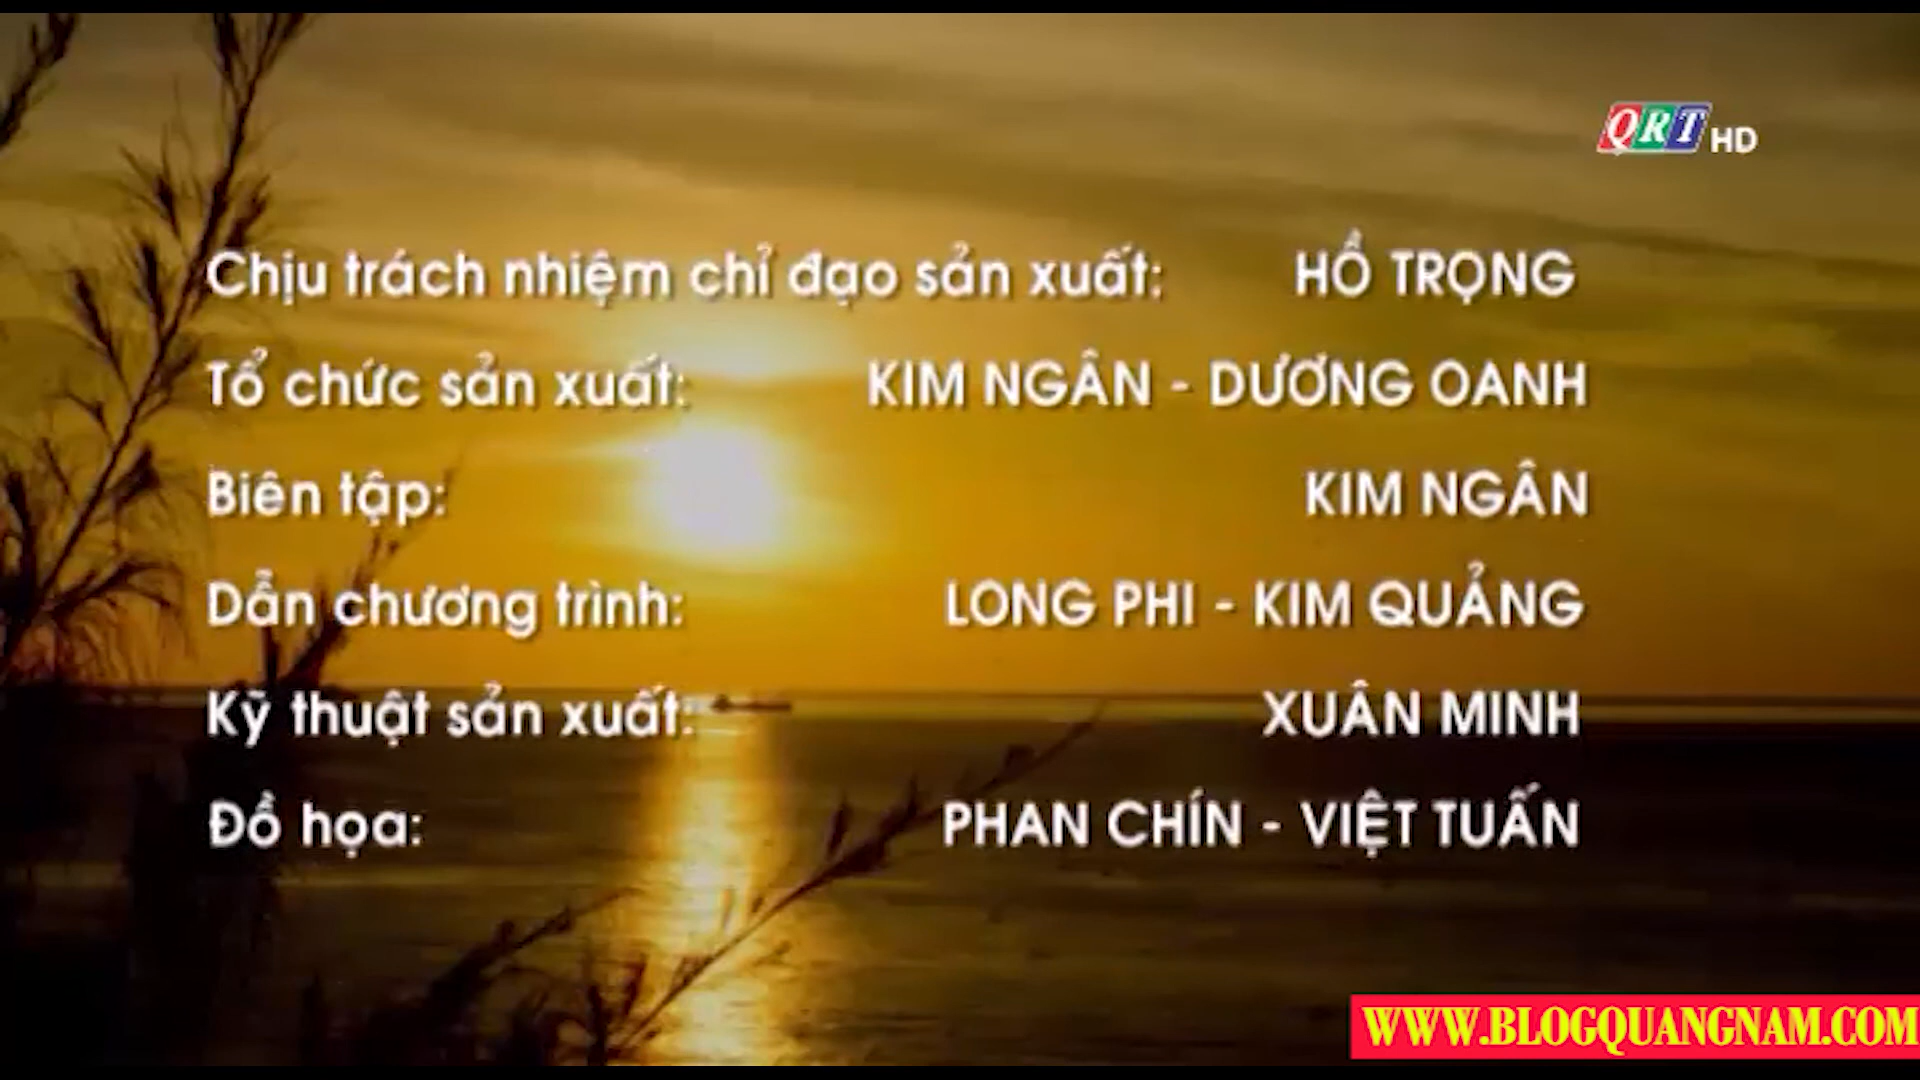 QRT HD
Chịu trách nhiệm chỉ đạo sản xuất: HỒ TRỌNG
Tổ chức sản xuất: KIM NGÂN - DƯƠNG OANH
Biên tập: KIM NGÂN
Dẫn chương trình: LONG PHI - KIM QUẢNG
Kỹ thuật sản xuất: XUÂN MINH
Đồ họa: PHAN CHÍN - VIỆT TUẤN
WWW.BLOGQUANGNAM.COM